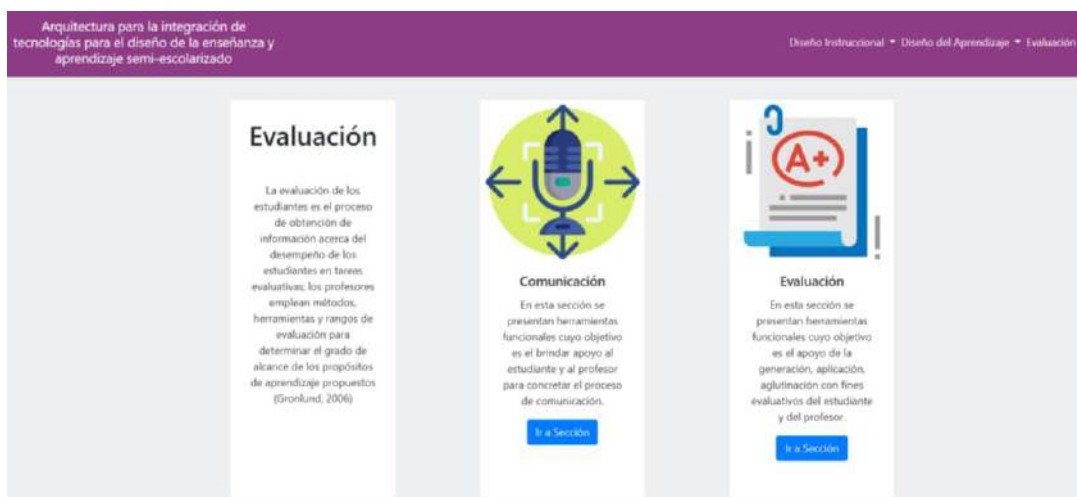 Arquitectura para la integración de
tecnologías para el diseño de la enseñanza y
aprendizaje semi-escolarizado
Diseño Instruccional Diseño del Aprendizaje Evaluación
Evaluación
La evaluación de los
estudiantes es el proceso
de obtención de
información acerca del
desempeño de los
estudiantes en tareas
evaluativas; los profesores
emplean métodos,
herramientas y rangos de
evaluación para
determinar el grado de
alcance de los propósitos
de aprendizaje propuestos
(Gronlund, 2006)
Comunicación
En esta sección se
presentan herramientas
funcionales cuyo objetivo
es el brindar apoyo al
estudiante y al profesor
para concretar el proceso
de comunicación.
Ir a Sección
A+
Evaluación
En esta sección se
presentan herramientas
funcionales cuyo objetivo
es el apoyo de la
generación, aplicación,
aglutinación con fines
evaluativos del estudiante
y del profesor.
Ir a Sección